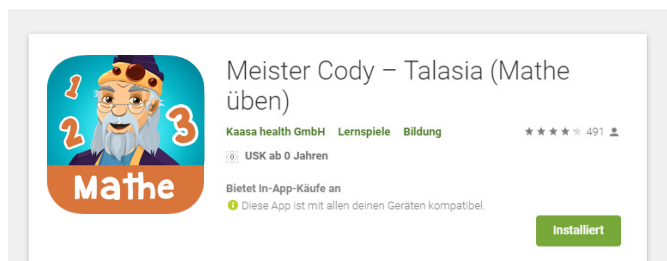 Meister Cody – Talasia (Mathe
üben)
Kaasa health GmbH Lernspiele Bildung 491
0 USK ab 0 Jahren
Bietet In-App-Käufe an
Diese App ist mit allen deinen Geräten kompatibel.
Installiert
1
2 3
Mathe